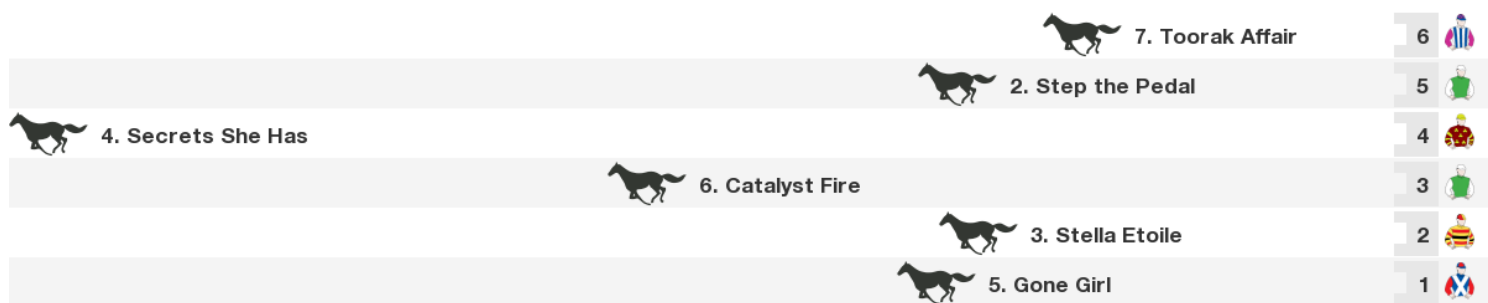 7. Toorak Affair 6
2. Step the Pedal 5
4. Secrets She Has 4
6. Catalyst Fire 3
3. Stella Etoile 2
5. Gone Girl 1